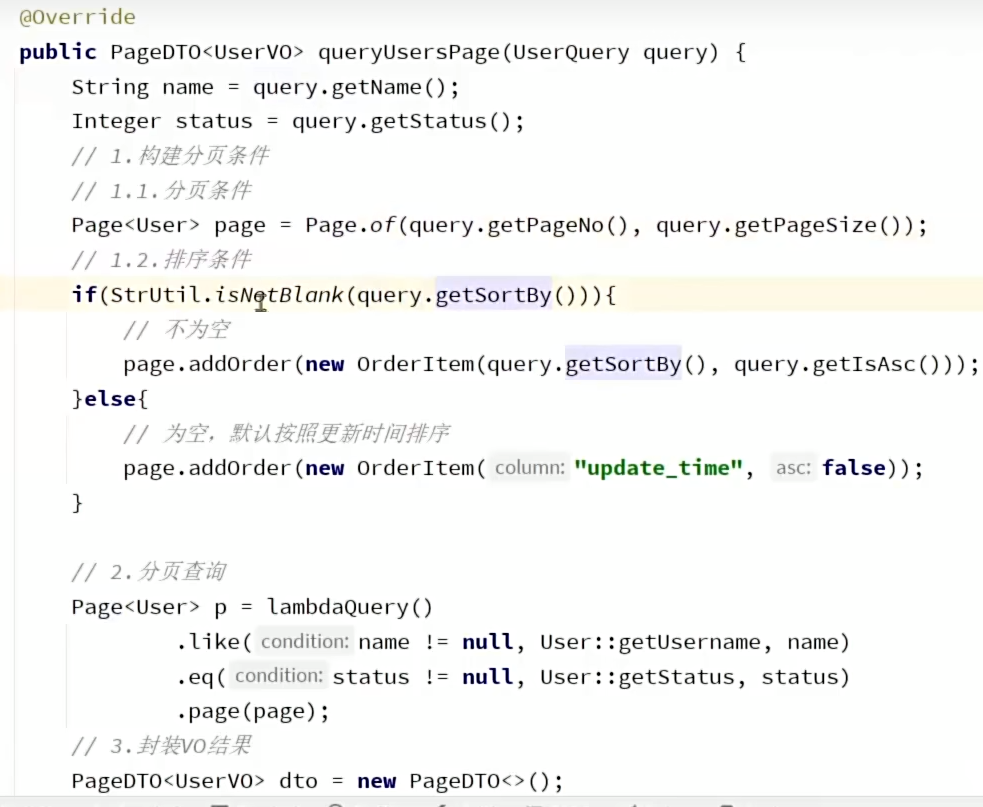 @Override
public PageDTO<UserVO> queryUsersPage(UserQuery query) {
String name = query.getName();
Integer status = query.getStatus();
// 1.构建分页条件
// 1.1.分页条件
Page<User> page = Page.of(query.getPageNo(), query.getPageSize());
// 1.2.排序条件
if(StrUtil.isNotBlank(query.getSortBy())){
// 不为空
page.addOrder(new OrderItem(query.getSortBy(), query.getIsAsc()));
}else{
// 为空，默认按照更新时间排序
page.addOrder(new OrderItem( column: "update_time", asc: false));
}
// 2.分页查询
Page<User> p = lambdaQuery()
.like( condition: name != null, User::getUsername, name)
.eq( condition: status != null, User::getStatus, status)
.page(page);
// 3.封装VO结果
PageDTO<UserVO> dto = new PageDTO<>();